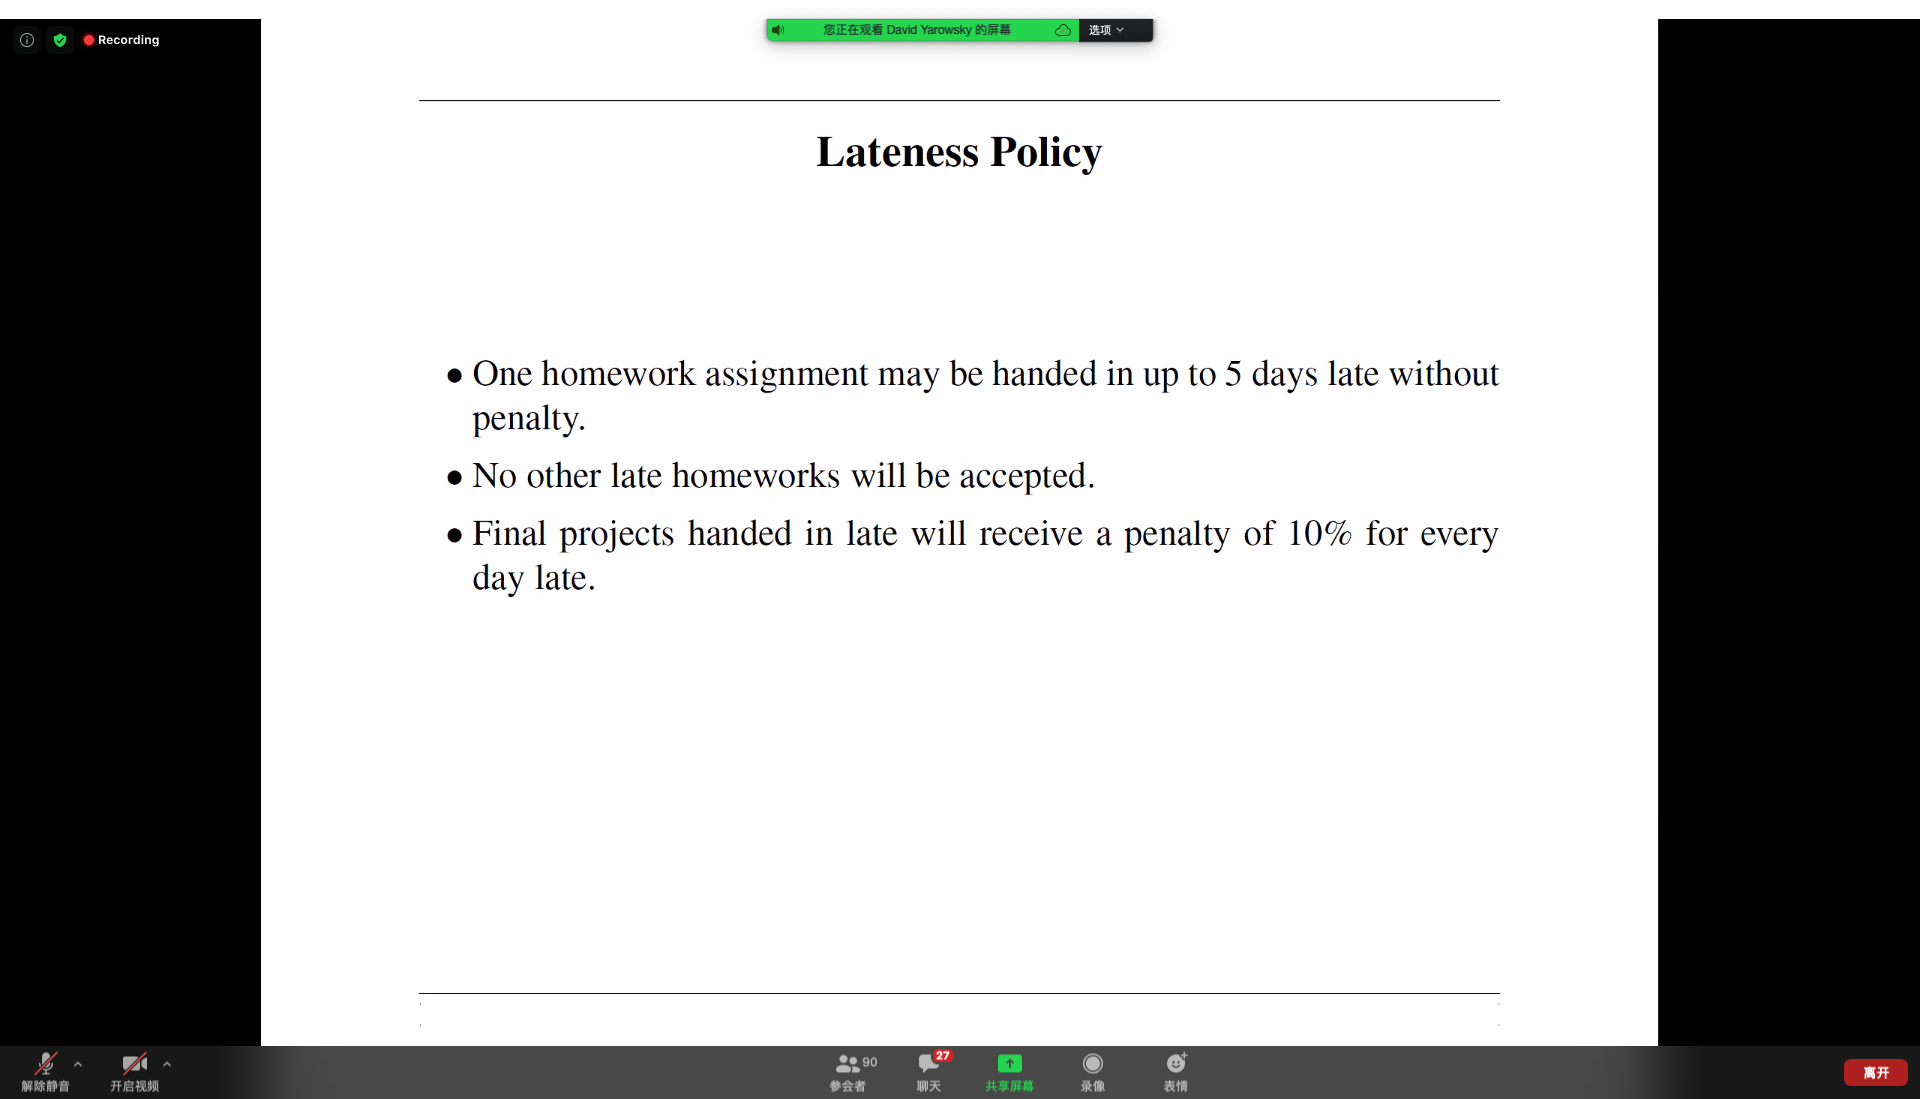 Recording
您正在观看 David Yarowsky 的屏幕
选项
Lateness Policy
● One homework assignment may be handed in up to 5 days late without
penalty.
● No other late homeworks will be accepted.
● Final projects handed in late will receive a penalty of 10% for every
day late.
解除静音
开启视频
90
参会者
27
聊天
共享屏幕
录像
表情
离开